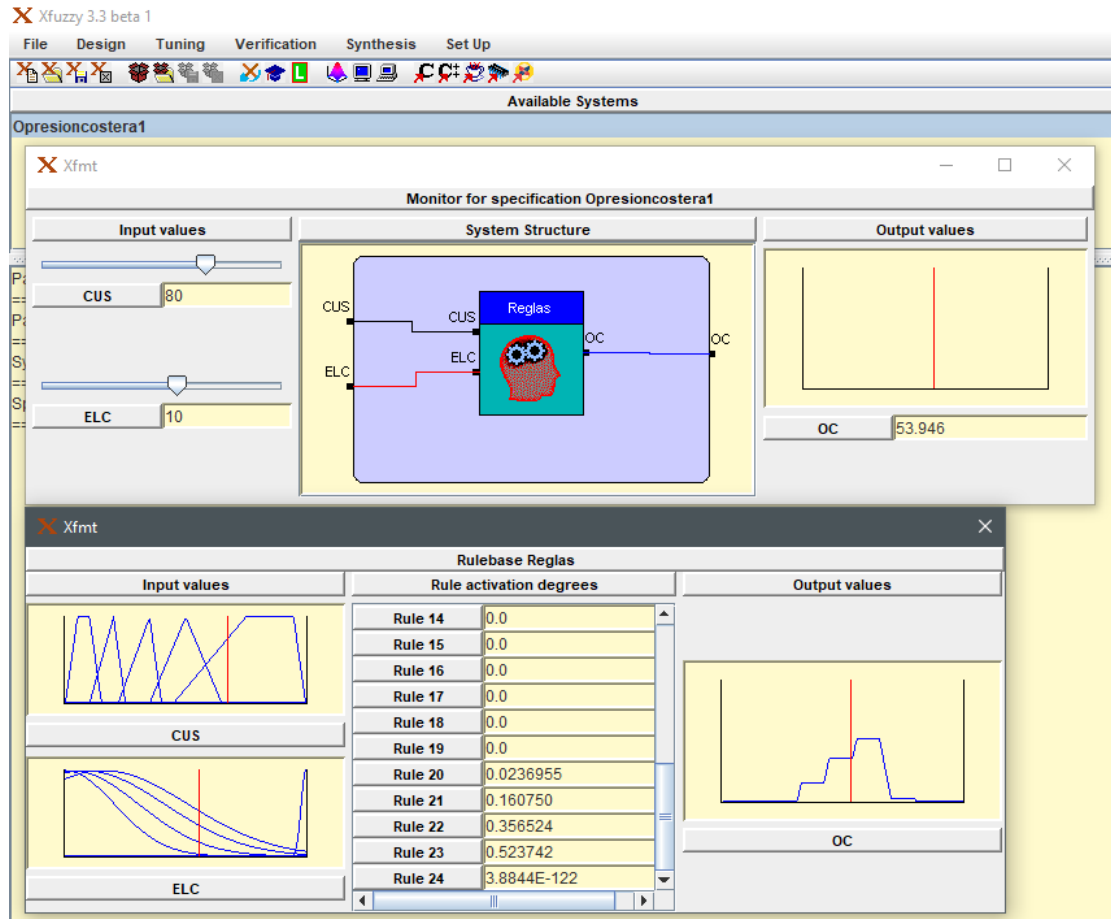 Xfuzzy 3.3 beta 1
File Design Tuning Verification Synthesis Set Up
Available Systems
Opresioncostera1
Xfmt
Monitor for specification Opresioncostera1
Input values System Structure Output values
CUS 80
ELC 10
CUS
ELC
CUS
ELC
Reglas
OC
OC
OC 53.946
Xfmt
Rulebase Reglas
Input values Rule activation degrees Output values
CUS
ELC
Rule 14 0.0
Rule 15 0.0
Rule 16 0.0
Rule 17 0.0
Rule 18 0.0
Rule 19 0.0
Rule 20 0.0236955
Rule 21 0.160750
Rule 22 0.356524
Rule 23 0.523742
Rule 24 3.8844E-122
OC